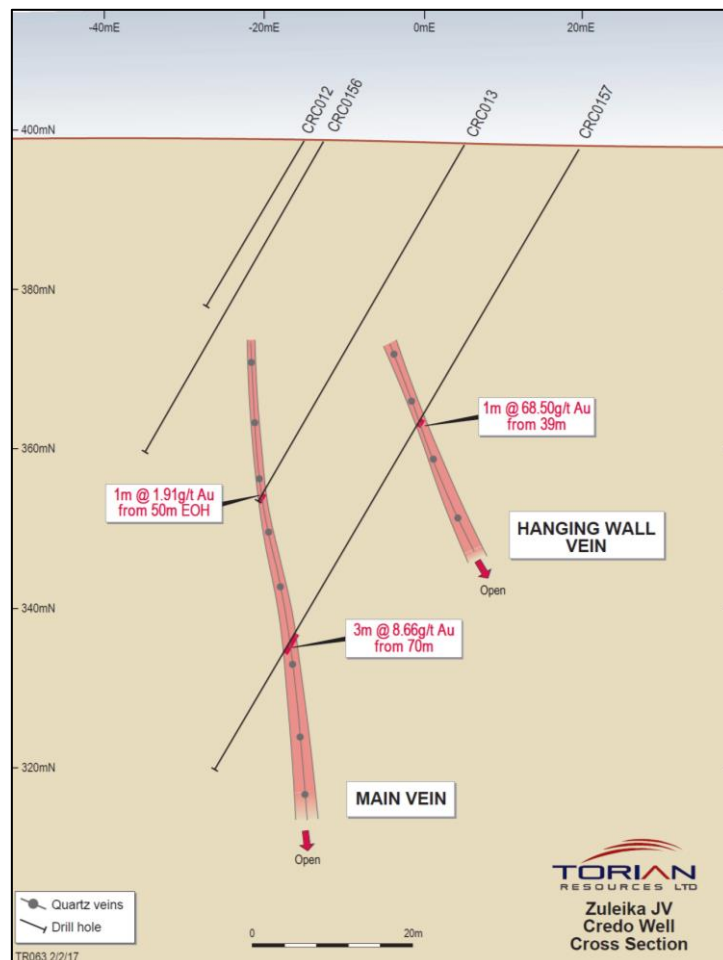 -40mE
-20mE
0mE
20mE
CRC012
CRC0156
CRC013
CRC0157
400mN
380mN
360mN
1m @ 68.50g/t Au
from 39m
1m @ 1.91g/t Au
from 50m EOH
HANGING WALL
VEIN
Open
340mN
3m @ 8.66g/t Au
from 70m
320mN
MAIN VEIN
Open
TORIAN
RESOURCES LTD
Zuleika JV
Credo Well
Cross Section
Quartz veins
Drill hole
0
20m
TR063 2/2/17